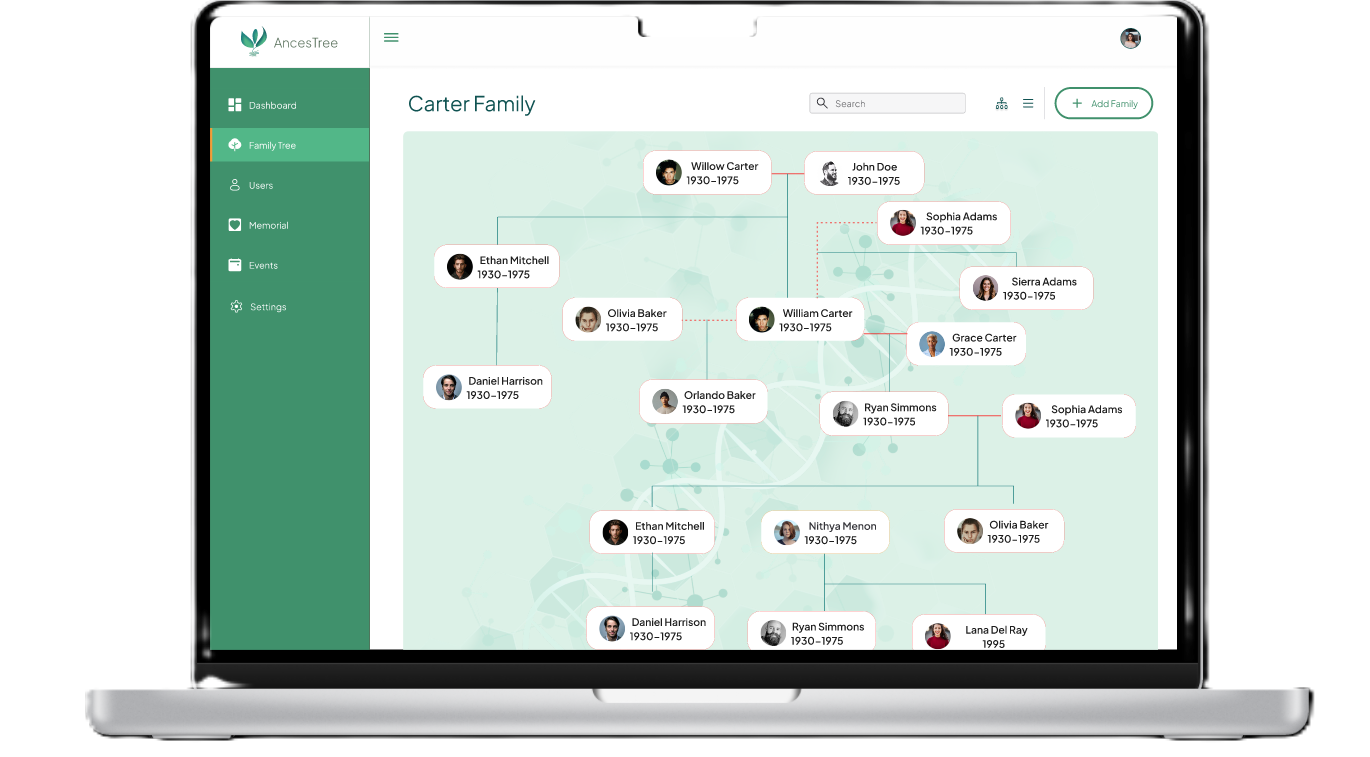 AncesTree
Dashboard
Family Tree
Users
Memorial
Events
Settings
Carter Family
Search
Add Family
Willow Carter
1930-1975
John Doe
1930-1975
Sophia Adams
1930-1975
Ethan Mitchell
1930-1975
Sierra Adams
1930-1975
Olivia Baker
1930-1975
William Carter
1930-1975
Grace Carter
1930-1975
Daniel Harrison
1930-1975
Orlando Baker
1930-1975
Ryan Simmons
1930-1975
Sophia Adams
1930-1975
Ethan Mitchell
1930-1975
Nithya Menon
1930-1975
Olivia Baker
1930-1975
Daniel Harrison
1930-1975
Ryan Simmons
1930-1975
Lana Del Ray
1995